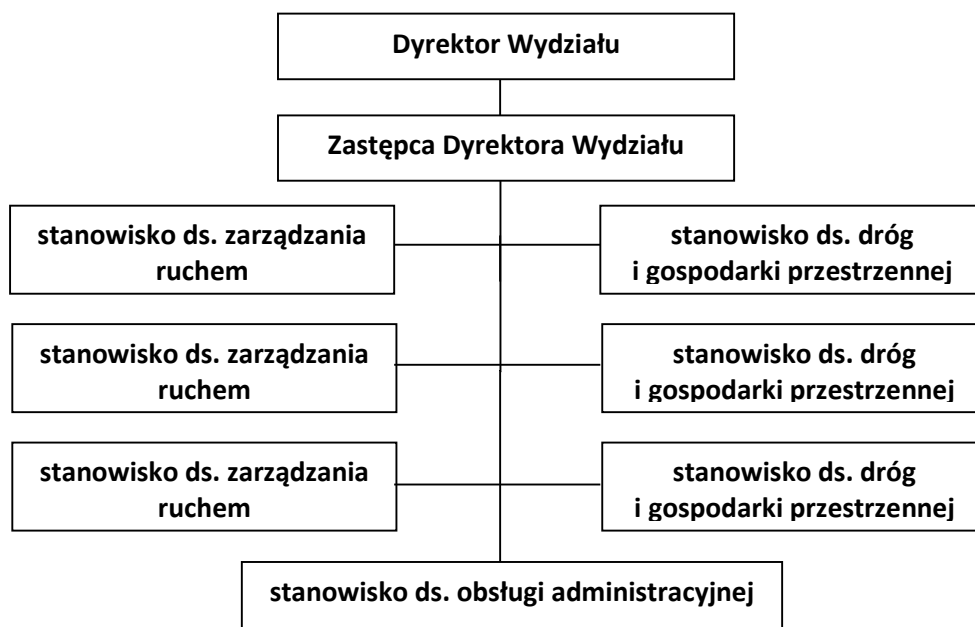 Dyrektor Wydziału
Zastępca Dyrektora Wydziału
stanowisko ds. zarządzania
ruchem
stanowisko ds. dróg
i gospodarki przestrzennej
stanowisko ds. zarządzania
ruchem
stanowisko ds. dróg
i gospodarki przestrzennej
stanowisko ds. zarządzania
ruchem
stanowisko ds. dróg
i gospodarki przestrzennej
stanowisko ds. obsługi administracyjnej